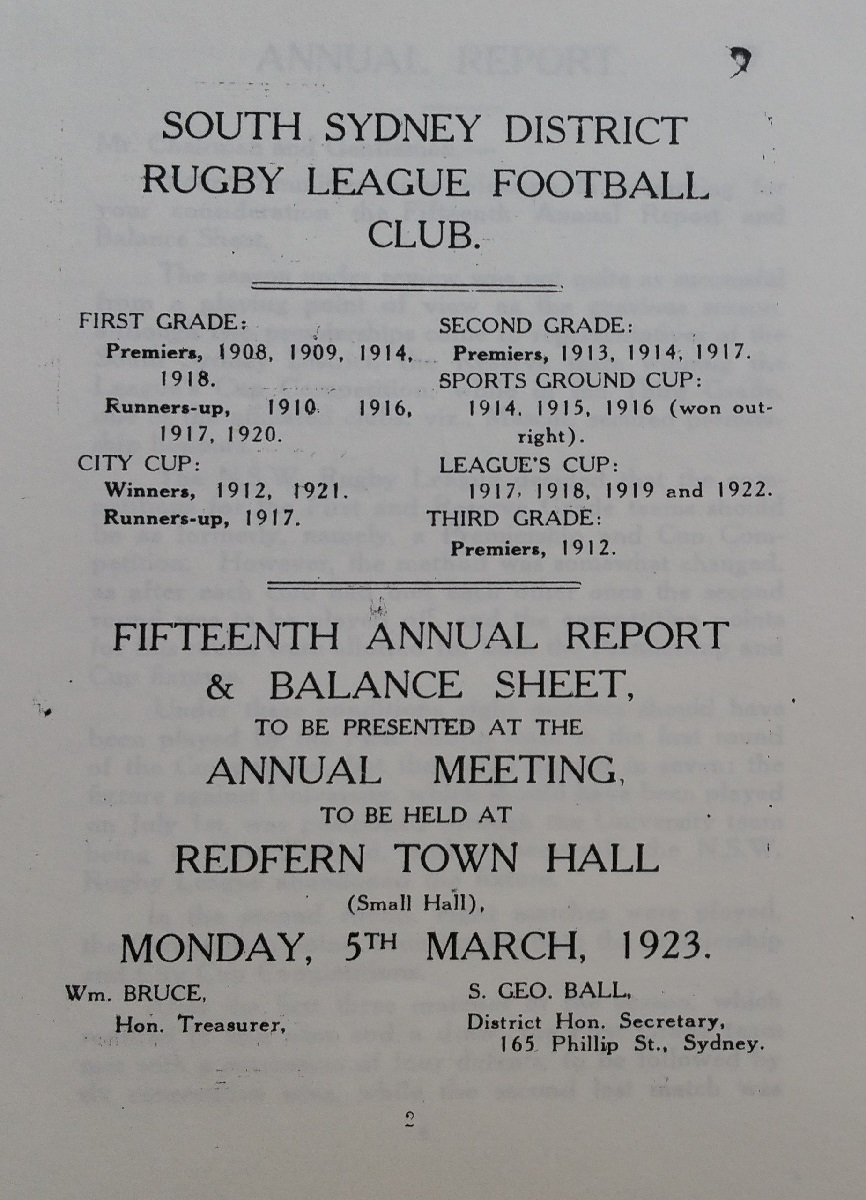 SOUTH SYDNEY DISTRICT
RUGBY LEAGUE FOOTBALL
CLUB.
FIRST GRADE:
Premiers, 1908, 1909, 1914,
1918.
Runners-up, 1910 1916,
1917, 1920.
CITY CUP:
Winners, 1912, 1921.
Runners-up, 1917.
SECOND GRADE:
Premiers, 1913, 1914, 1917.
SPORTS GROUND CUP:
1914, 1915, 1916 (won out-
right).
LEAGUE'S CUP:
1917, 1918, 1919 and 1922.
THIRD GRADE:
Premiers, 1912.
FIFTEENTH ANNUAL REPORT
& BALANCE SHEET,
TO BE PRESENTED AT THE
ANNUAL MEETING,
TO BE HELD AT
REDFERN TOWN HALL
(Small Hall),
MONDAY, 5TH MARCH, 1923.
Wm. BRUCE,
Hon. Treasurer,
S. GEO. BALL,
District Hon. Secretary,
165 Phillip St., Sydney.
2